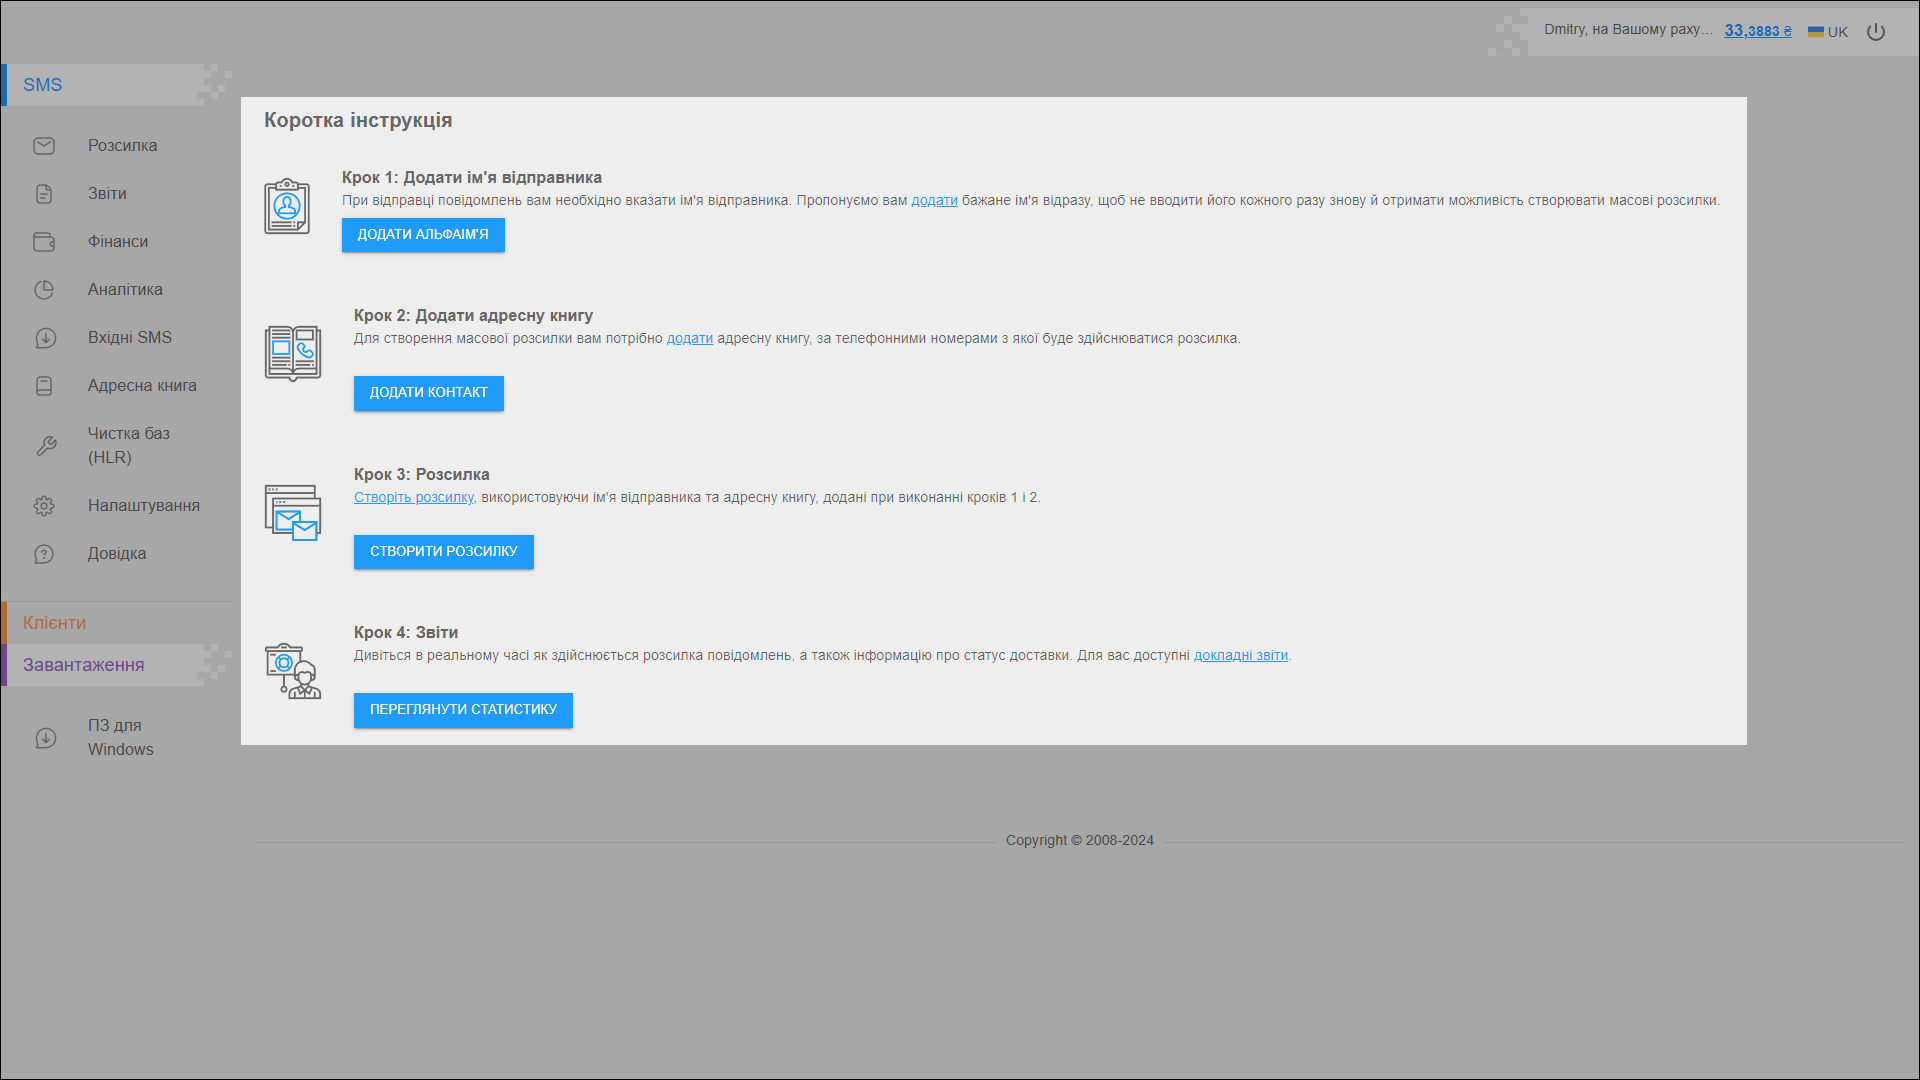 Dmitry, на Вашому раху... 33,3883 ₴ UK
SMS
Розсилка
Звіти
Фінанси
Аналітика
Вхідні SMS
Адресна книга
Чистка баз
(HLR)
Налаштування
Довідка
Клієнти
Завантаження
ПЗ для
Windows
Коротка інструкція
Крок 1: Додати ім'я відправника
При відправці повідомлень вам необхідно вказати ім'я відправника. Пропонуємо вам додати бажане ім'я відразу, щоб не вводити його кожного разу знову й отримати можливість створювати масові розсилки.
ДОДАТИ АЛЬФАІМ'Я
Крок 2: Додати адресну книгу
Для створення масової розсилки вам потрібно додати адресну книгу, за телефонними номерами з якої буде здійснюватися розсилка.
ДОДАТИ КОНТАКТ
Крок 3: Розсилка
Створіть розсилку, використовуючи ім'я відправника та адресну книгу, додані при виконанні кроків 1 і 2.
СТВОРИТИ РОЗСИЛКУ
Крок 4: Звіти
Дивіться в реальному часі як здійснюється розсилка повідомлень, а також інформацію про статус доставки. Для вас доступні докладні звіти.
ПЕРЕГЛЯНУТИ СТАТИСТИКУ
Copyright © 2008-2024